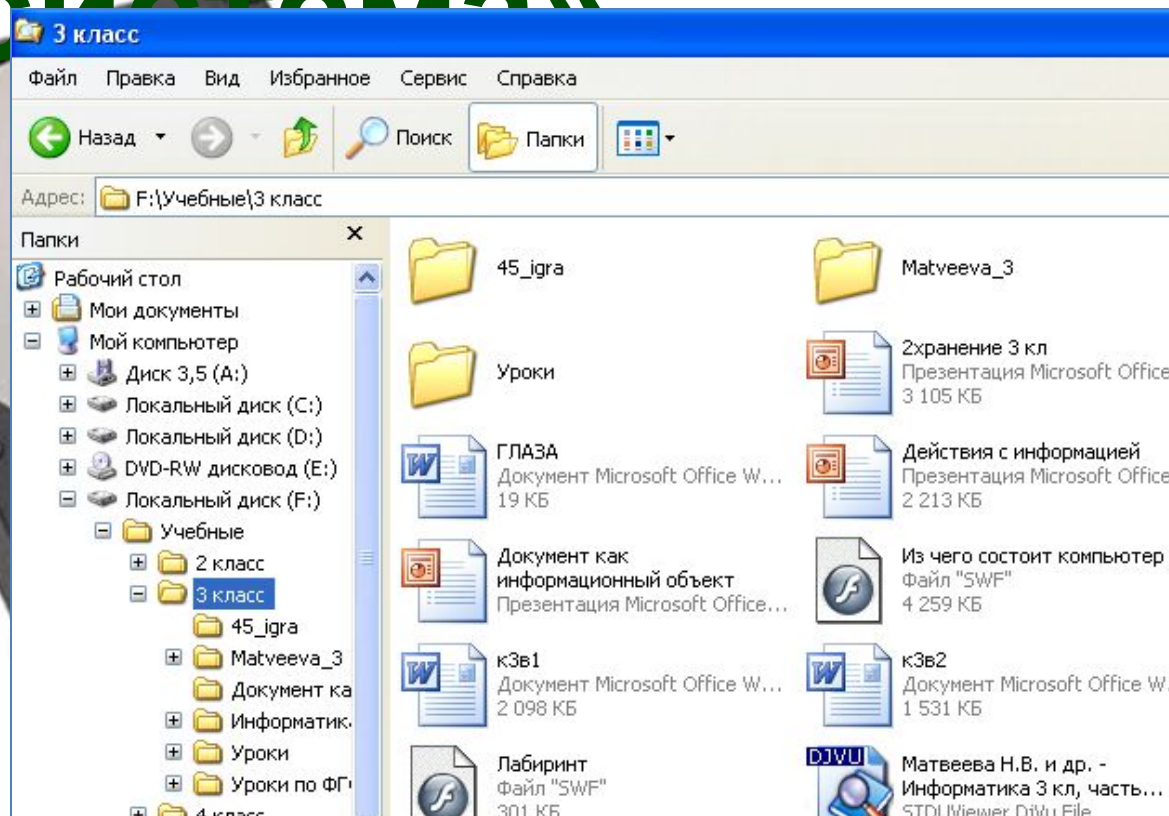 3 класс
Файл Правка Вид Избранное Сервис Справка
Назад Поиск Папки
Адрес: F:\Учебные\3 класс
Папки
Рабочий стол
Мои документы
Мой компьютер
Диск 3,5 (A:)
Локальный диск (C:)
Локальный диск (D:)
DVD-RW дисковод (E:)
Локальный диск (F:)
Учебные
2 класс
3 класс
45_igra
Matveeva_3
Документ ка
Информатик
Уроки
Уроки по ФГ
4 класс
45_igra
Matveeva_3
Уроки
2хранение 3 кл
Презентация Microsoft Office
3 105 КБ
ГЛАЗА
Документ Microsoft Office W...
19 КБ
Действия с информацией
Презентация Microsoft Office
2 213 КБ
Документ как
информационный объект
Презентация Microsoft Office...
Из чего состоит компьютер
Файл "SWF"
4 259 КБ
к3в1
Документ Microsoft Office W...
2 098 КБ
к3в2
Документ Microsoft Office W.
1 531 КБ
Лабиринт
Файл "SWF"
301 КБ
DJVU
Матвеева Н.В. и др. -
Информатика 3 кл, часть...
STDUViewer DjVu File